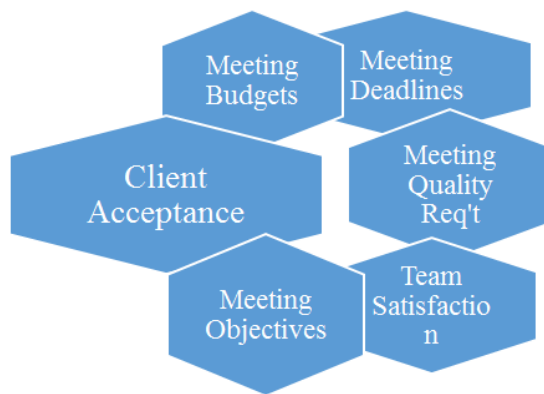 Meeting
Budgets
Meeting
Deadlines
Client
Acceptance
Meeting
Quality
Req't
Meeting
Objectives
Team
Satisfactio
n